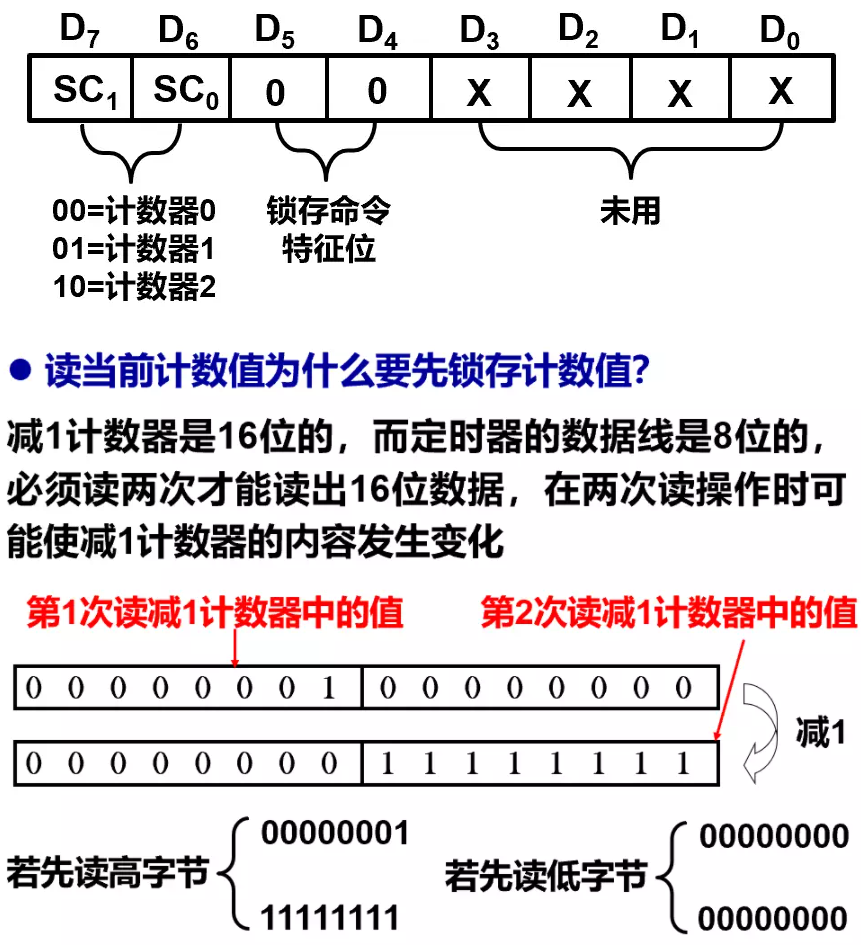 D7 D6 D5 D4 D3 D2 D1 D0
SC1 SC0 0 0 X X X X
00=计数器0 锁存命令 未用
01=计数器1 特征位
10=计数器2
● 读当前计数值为什么要先锁存计数值？
减1计数器是16位的，而定时器的数据线是8位的，
必须读两次才能读出16位数据，在两次读操作时可
能使减1计数器的内容发生变化
第1次读减1计数器中的值 第2次读减1计数器中的值
0 0 0 0 0 0 0 1 0 0 0 0 0 0 0 0
减1
0 0 0 0 0 0 0 0 1 1 1 1 1 1 1 1
若先读高字节 00000001
11111111
若先读低字节 00000000
00000000